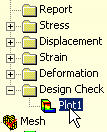 Report
Stress
Displacement
Strain
Deformation
Design Check
Plot1
Mesh